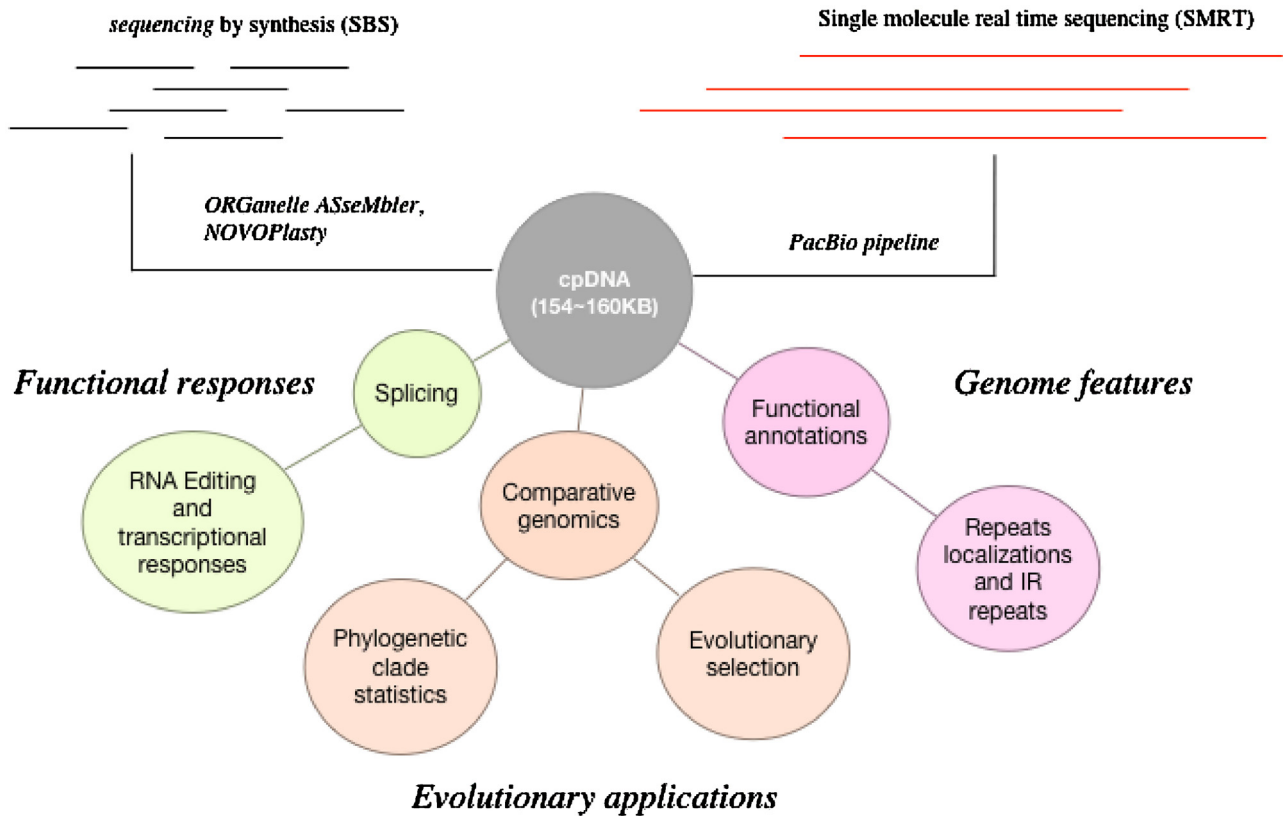 sequencing by synthesis (SBS)
Single molecule real time sequencing (SMRT)
ORGanelle ASseMbler,
NOVOPlasty
PacBio pipeline
cpDNA
(154~160KB)
Functional responses
Splicing
RNA Editing
and
transcriptional
responses
Genome features
Functional
annotations
Repeats
localizations
and IR
repeats
Comparative
genomics
Phylogenetic
clade
statistics
Evolutionary
selection
Evolutionary applications